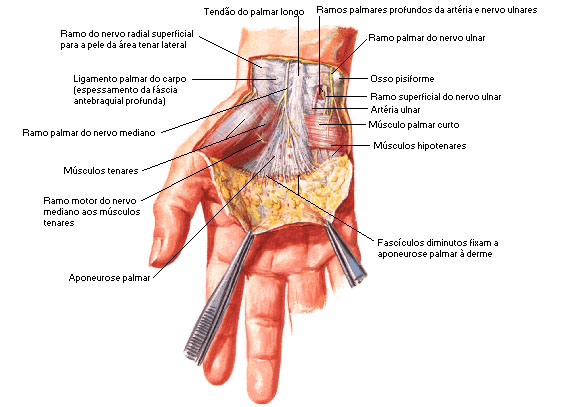 Tendão do palmar longo
Ramos palmares profundos da artéria e nervo ulnares
Ramo do nervo radial superficial
para a pele da área tenar lateral
Ramo palmar do nervo ulnar
Ligamento palmar do carpo
(espessamento da fáscia
antebraquial profunda)
Osso pisiforme
Ramo superficial do nervo ulnar
Artéria ulnar
Ramo palmar do nervo mediano
Músculo palmar curto
Músculos hipotenares
Músculos tenares
Ramo motor do nervo
mediano aos músculos
tenares
Fascículos diminutos fixam a
aponeurose palmar à derme
Aponeurose palmar